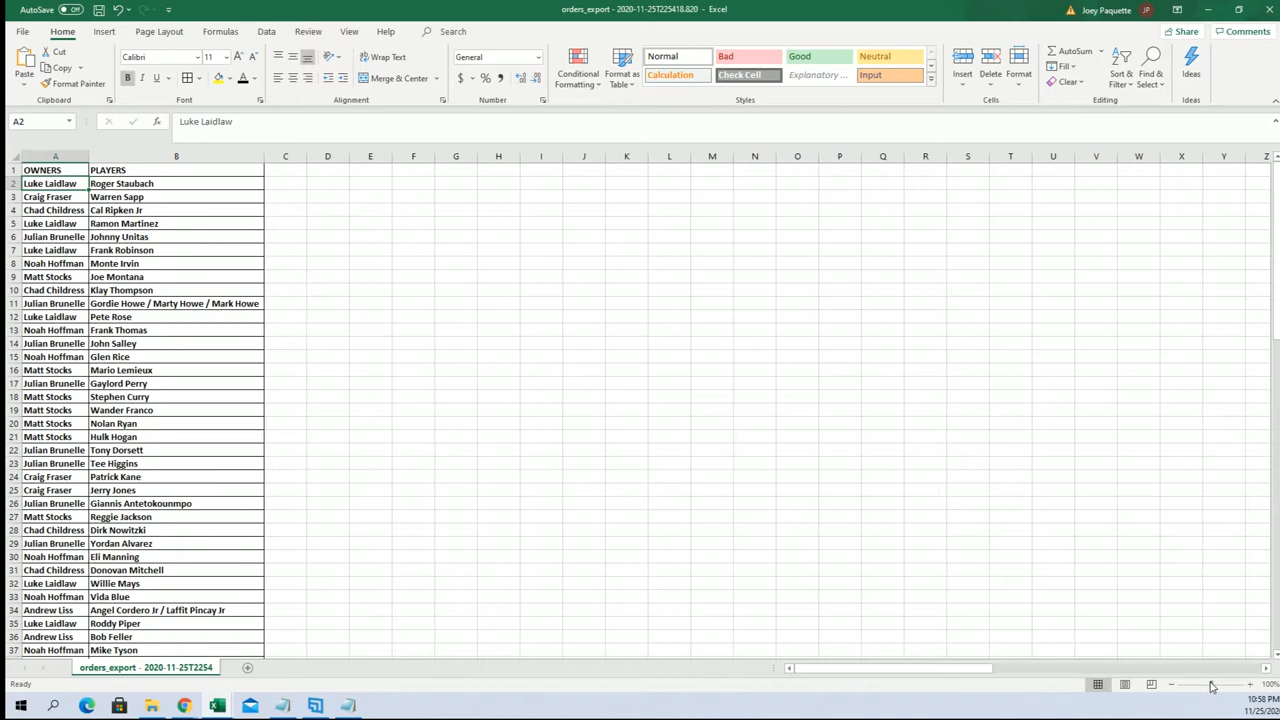 AutoSave Off orders_export - 2020-11-25T225418.820 - Excel Joey Paquette JP
File Home Insert Draw Page Layout Formulas Data Review View Help Search Share Comments
Paste Cut Copy Format Painter Clipboard
Calibri 11 B I U Font
Wrap Text Merge & Center Alignment
General $ % Number
Conditional Formatting Format as Table
Normal Bad Good Neutral
Calculation Check Cell Explanatory ... Input
Styles
Insert Delete Format Cells
AutoSum Fill Clear Sort & Filter Find & Select Editing
Ideas Ideas
A2 fx Luke Laidlaw
A B C D E F G H I J K L M N O P Q R S T U V W X Y Z
1 OWNERS PLAYERS
2 Luke Laidlaw Roger Staubach
3 Craig Fraser Warren Sapp
4 Chad Childress Cal Ripken Jr
5 Luke Laidlaw Ramon Martinez
6 Julian Brunelle Johnny Unitas
7 Luke Laidlaw Frank Robinson
8 Noah Hoffman Monte Irvin
9 Matt Stocks Joe Montana
10 Chad Childress Klay Thompson
11 Julian Brunelle Gordie Howe / Marty Howe / Mark Howe
12 Luke Laidlaw Pete Rose
13 Noah Hoffman Frank Thomas
14 Julian Brunelle John Salley
15 Noah Hoffman Glen Rice
16 Matt Stocks Mario Lemieux
17 Julian Brunelle Gaylord Perry
18 Matt Stocks Stephen Curry
19 Matt Stocks Wander Franco
20 Matt Stocks Nolan Ryan
21 Matt Stocks Hulk Hogan
22 Julian Brunelle Tony Dorsett
23 Julian Brunelle Tee Higgins
24 Craig Fraser Patrick Kane
25 Craig Fraser Jerry Jones
26 Julian Brunelle Giannis Antetokounmpo
27 Matt Stocks Reggie Jackson
28 Chad Childress Dirk Nowitzki
29 Julian Brunelle Yordan Alvarez
30 Noah Hoffman Eli Manning
31 Chad Childress Donovan Mitchell
32 Luke Laidlaw Willie Mays
33 Noah Hoffman Vida Blue
34 Andrew Liss Angel Cordero Jr / Laffit Pincay Jr
35 Luke Laidlaw Roddy Piper
36 Andrew Liss Bob Feller
37 Noah Hoffman Mike Tyson
orders_export - 2020-11-25T2254
Ready 100%
10:58 PM
11/25/202